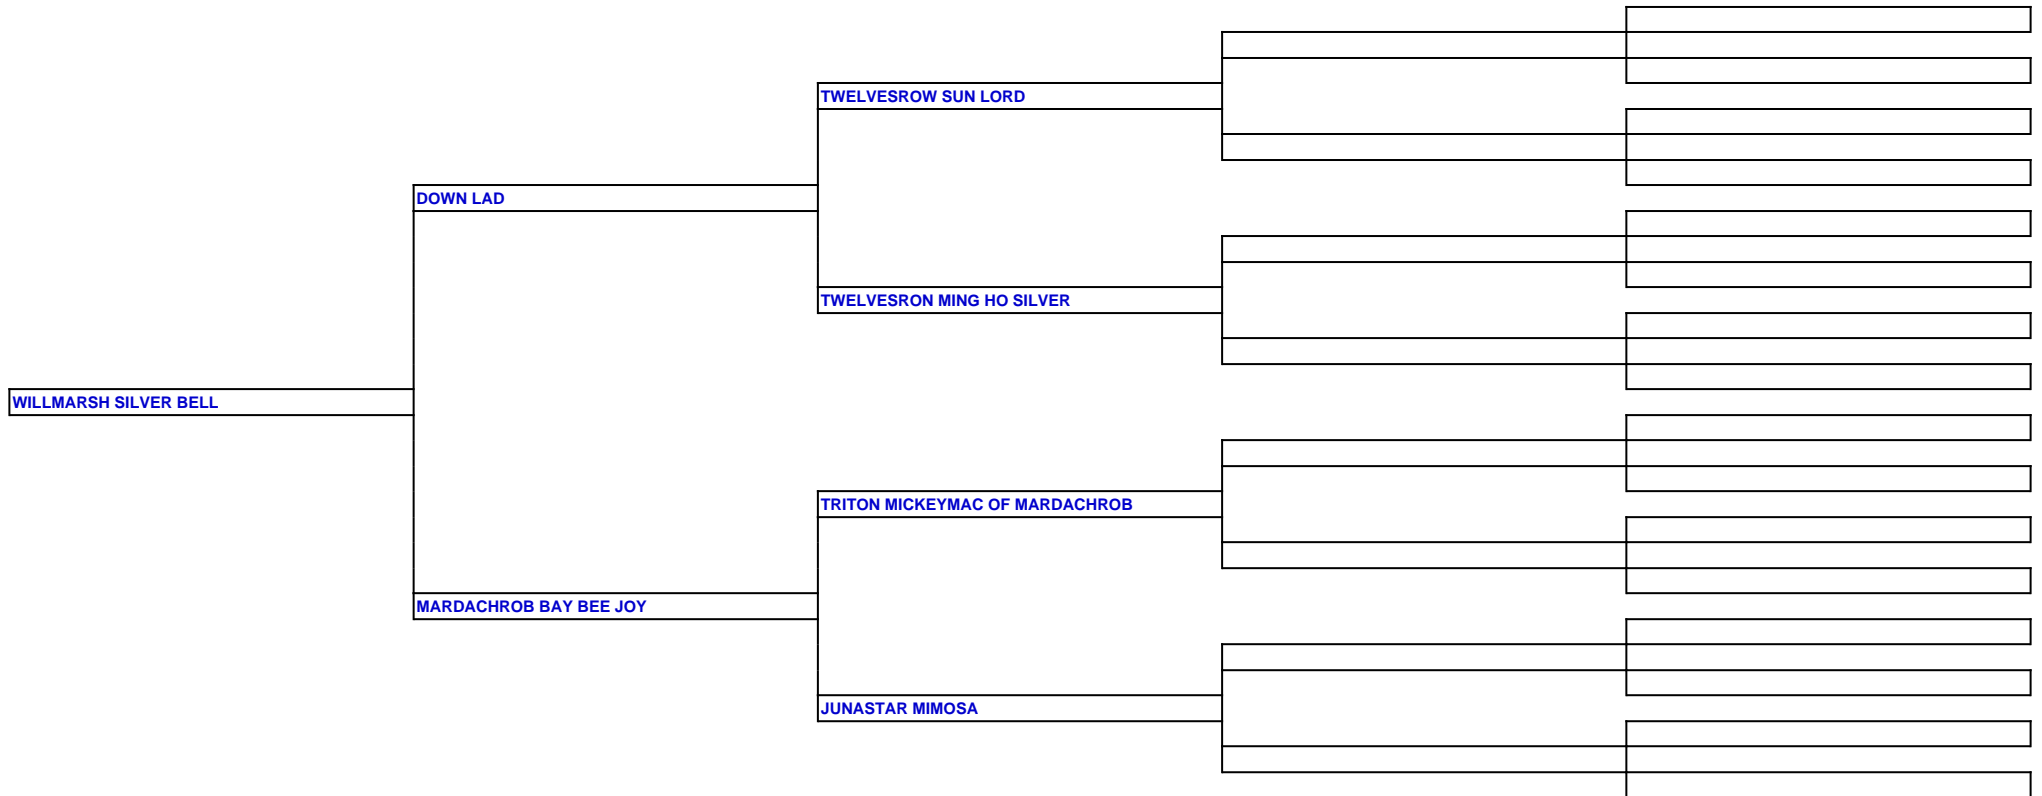 TWELVESROW SUN LORD
DOWN LAD
TWELVESRON MING HO SILVER
WILLMARSH SILVER BELL
TRITON MICKEYMAC OF MARDACHROB
MARDACHROB BAY BEE JOY
JUNASTAR MIMOSA